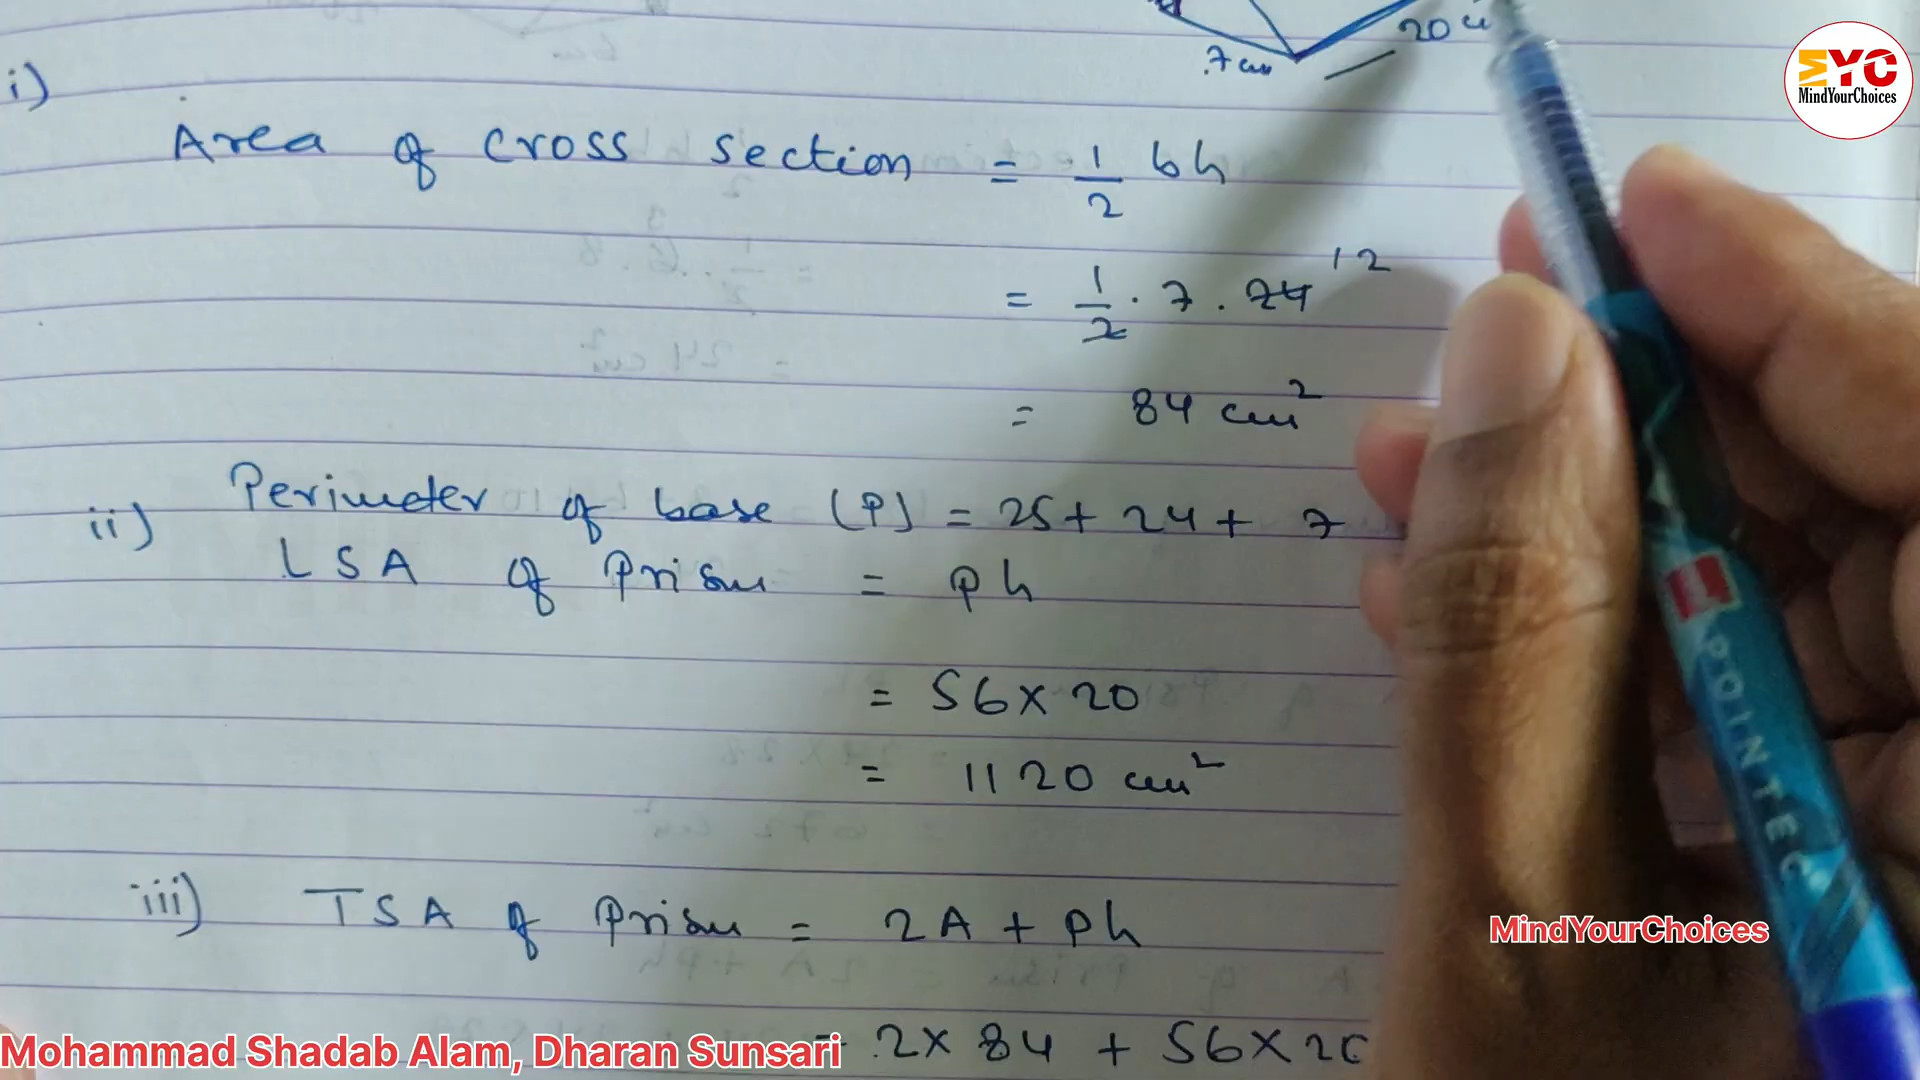 20 c
7 cm
MYC
MindYourChoices
i)
Area of cross section = 1/2 bh
= 1/2 . 7 . 24 12
= 84 cm²
ii) Perimeter of base (P) = 25 + 24 + 7
LSA of Prism = Ph
= 56 x 20
= 1120 cm²
iii) TSA of Prism = 2A + Ph
= 2 x 84 + 56 x 20
POINTEC
MindYourChoices
Mohammad Shadab Alam, Dharan Sunsari